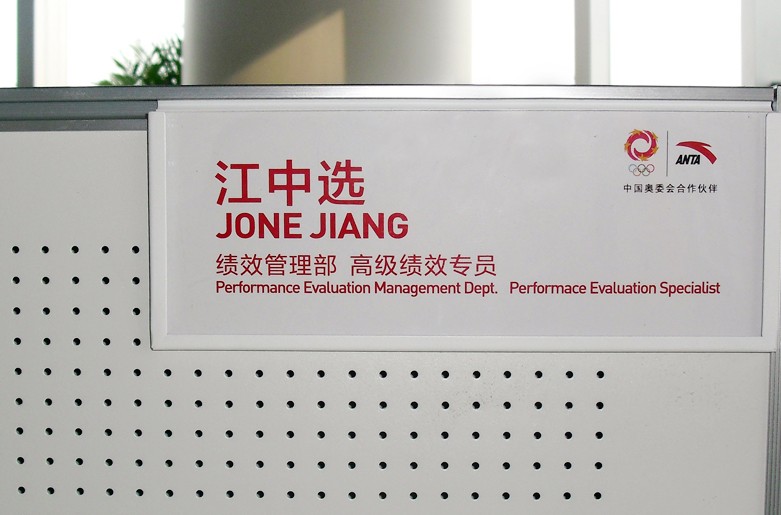 江中选
JONE JIANG
绩效管理部 高级绩效专员
Performance Evaluation Management Dept. Performace Evaluation Specialist
ANTA
中国奥委会合作伙伴